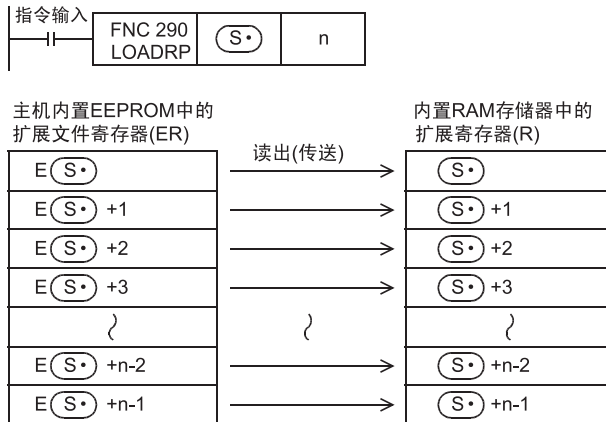 指令输入
FNC 290
LOADRP
S·
n
主机内置EEPROM中的
扩展文件寄存器(ER)
内置RAM存储器中的
扩展寄存器(R)
读出(传送)
E S·
S·
E S· +1
S· +1
E S· +2
S· +2
E S· +3
S· +3
E S· +n-2
S· +n-2
E S· +n-1
S· +n-1